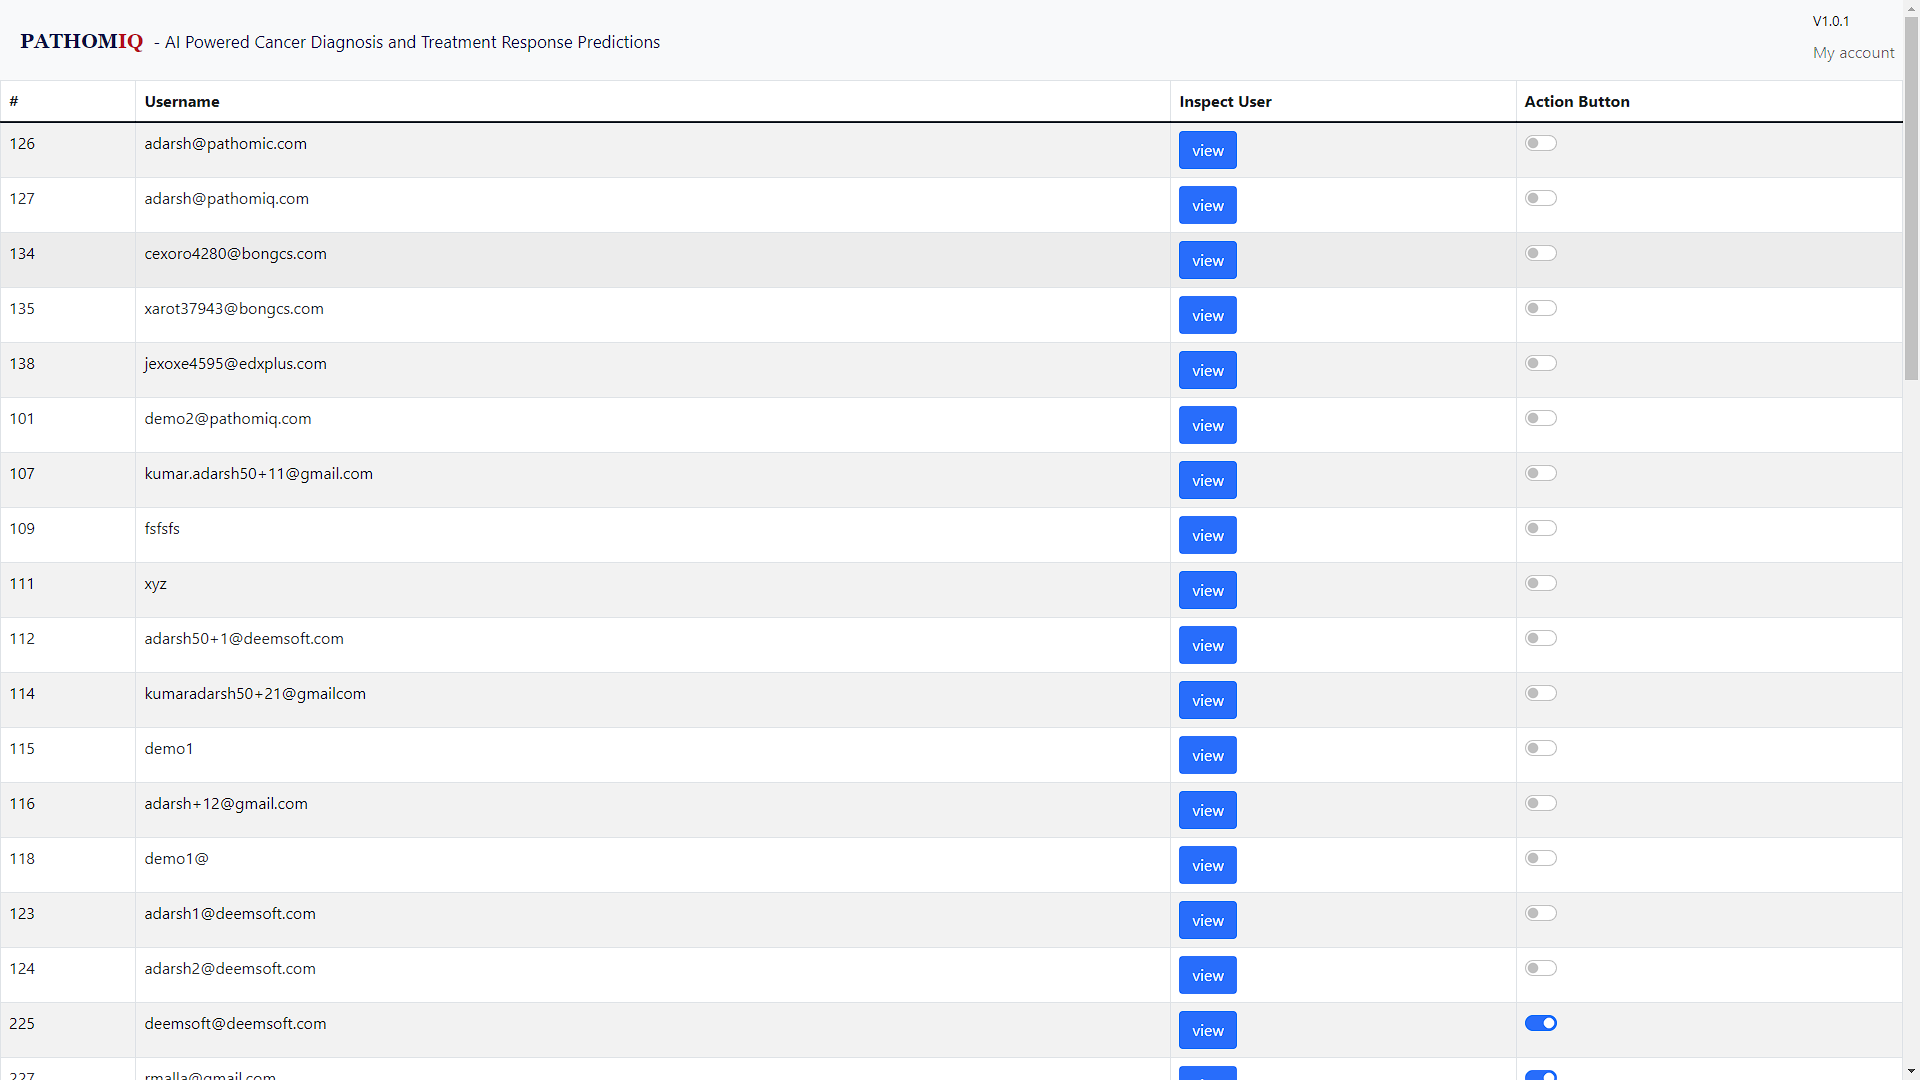 PATHOMIQ - AI Powered Cancer Diagnosis and Treatment Response Predictions
V1.0.1
My account
# Username Inspect User Action Button
126 adarsh@pathomic.com view
127 adarsh@pathomiq.com view
134 cexoro4280@bongcs.com view
135 xarot37943@bongcs.com view
138 jexoxe4595@edxplus.com view
101 demo2@pathomiq.com view
107 kumar.adarsh50+11@gmail.com view
109 fsfsfs view
111 xyz view
112 adarsh50+1@deemsoft.com view
114 kumaradarsh50+21@gmailcom view
115 demo1 view
116 adarsh+12@gmail.com view
118 demo1@ view
123 adarsh1@deemsoft.com view
124 adarsh2@deemsoft.com view
225 deemsoft@deemsoft.com view
227 rmalla@gmail.com